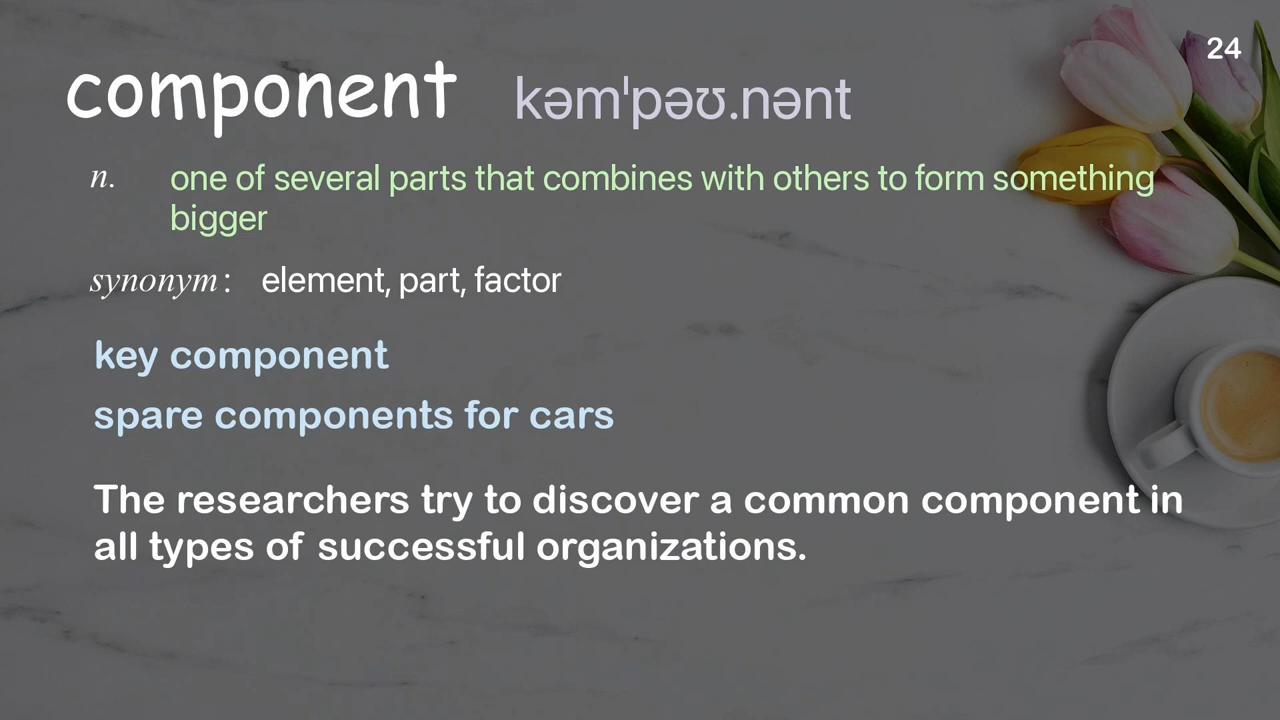 24
component kəmˈpəʊ.nənt
n. one of several parts that combines with others to form something
bigger
synonym: element, part, factor
key component
spare components for cars
The researchers try to discover a common component in
all types of successful organizations.